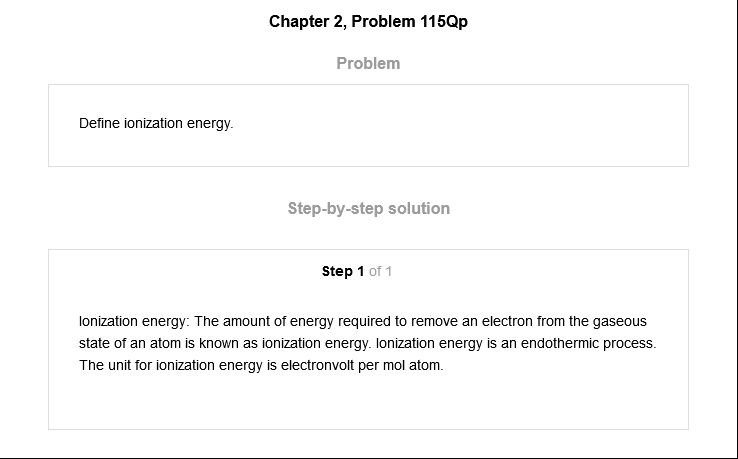 Chapter 2, Problem 115Qp
Problem
Define ionization energy.
Step-by-step solution
Step 1 of 1
Ionization energy: The amount of energy required to remove an electron from the gaseous
state of an atom is known as ionization energy. Ionization energy is an endothermic process.
The unit for ionization energy is electronvolt per mol atom.